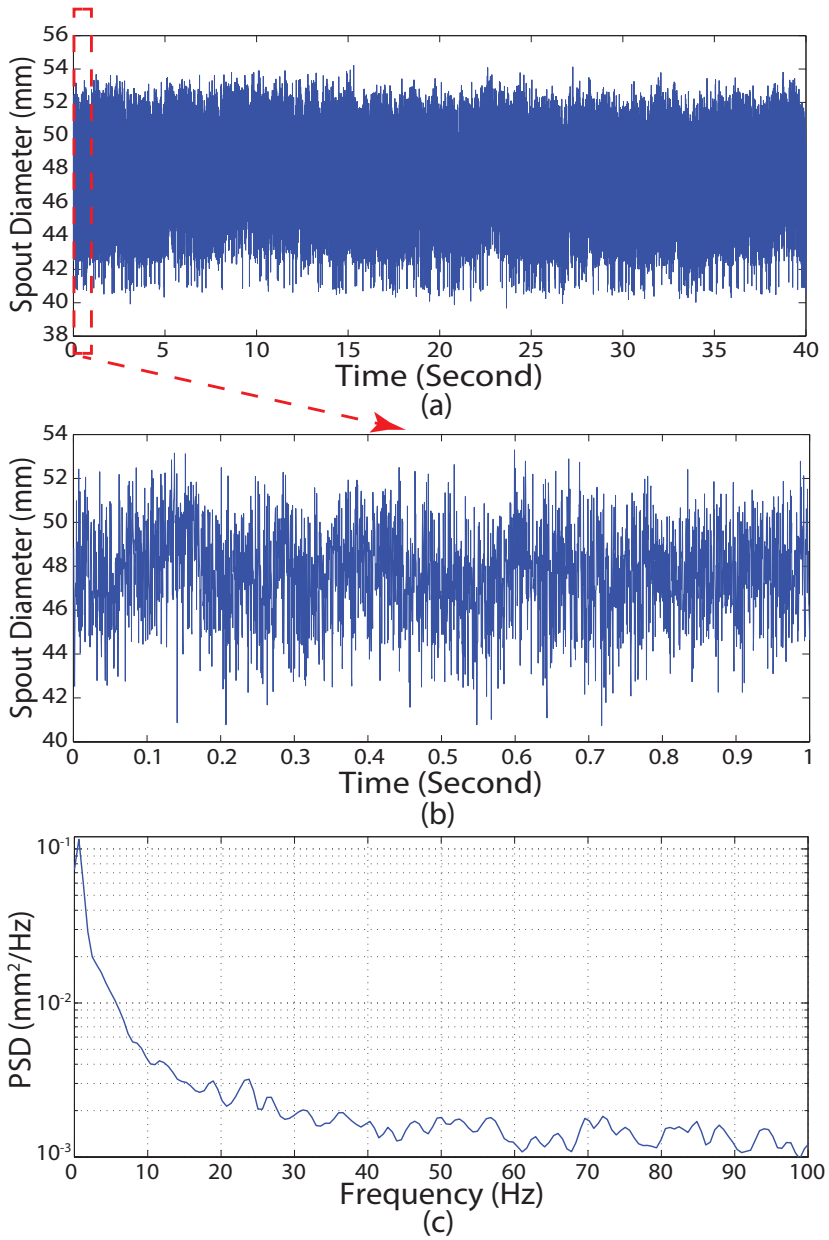 56
54
52
50
48
46
44
42
40
38
Spout Diameter (mm)
0 5 10 15 20 25 30 35 40
Time (Second)
(a)
54
52
50
48
46
44
42
40
Spout Diameter (mm)
0 0.1 0.2 0.3 0.4 0.5 0.6 0.7 0.8 0.9 1
Time (Second)
(b)
10-1
10-2
10-3
PSD (mm²/Hz)
0 10 20 30 40 50 60 70 80 90 100
Frequency (Hz)
(c)